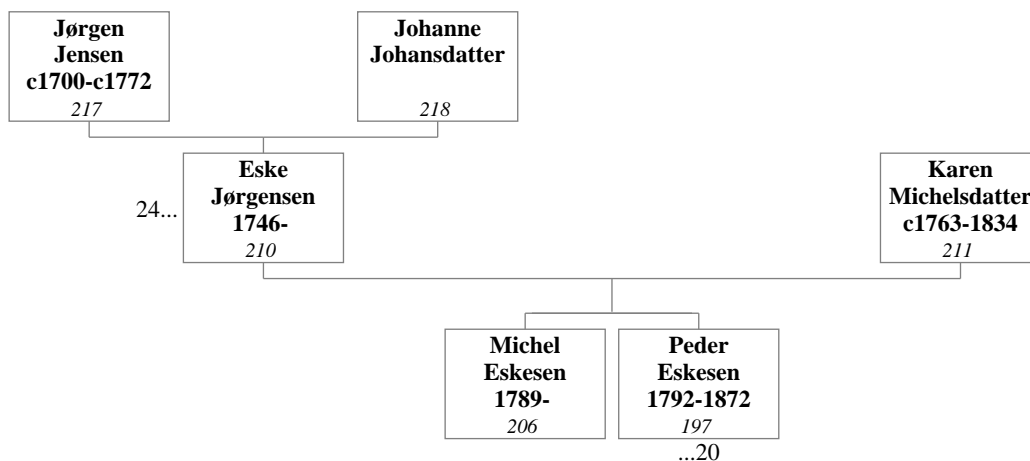 Jørgen
Jensen
c1700-c1772
217
Johanne
Johansdatter
218
24...
Eske
Jørgensen
1746-
210
Karen
Michelsdatter
c1763-1834
211
Michel
Eskesen
1789-
206
Peder
Eskesen
1792-1872
197
...20